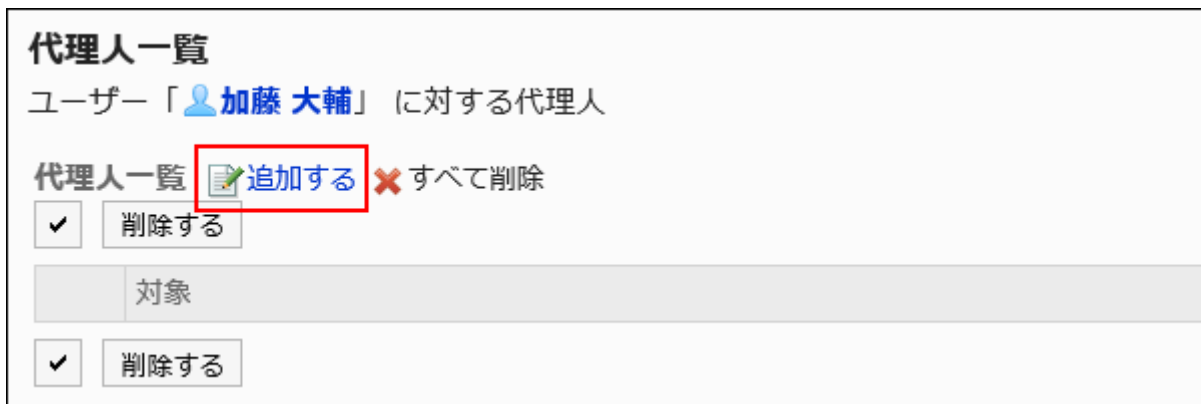 代理人一覧
ユーザー「加藤 大輔」 に対する代理人
代理人一覧 追加する すべて削除
削除する
対象
削除する